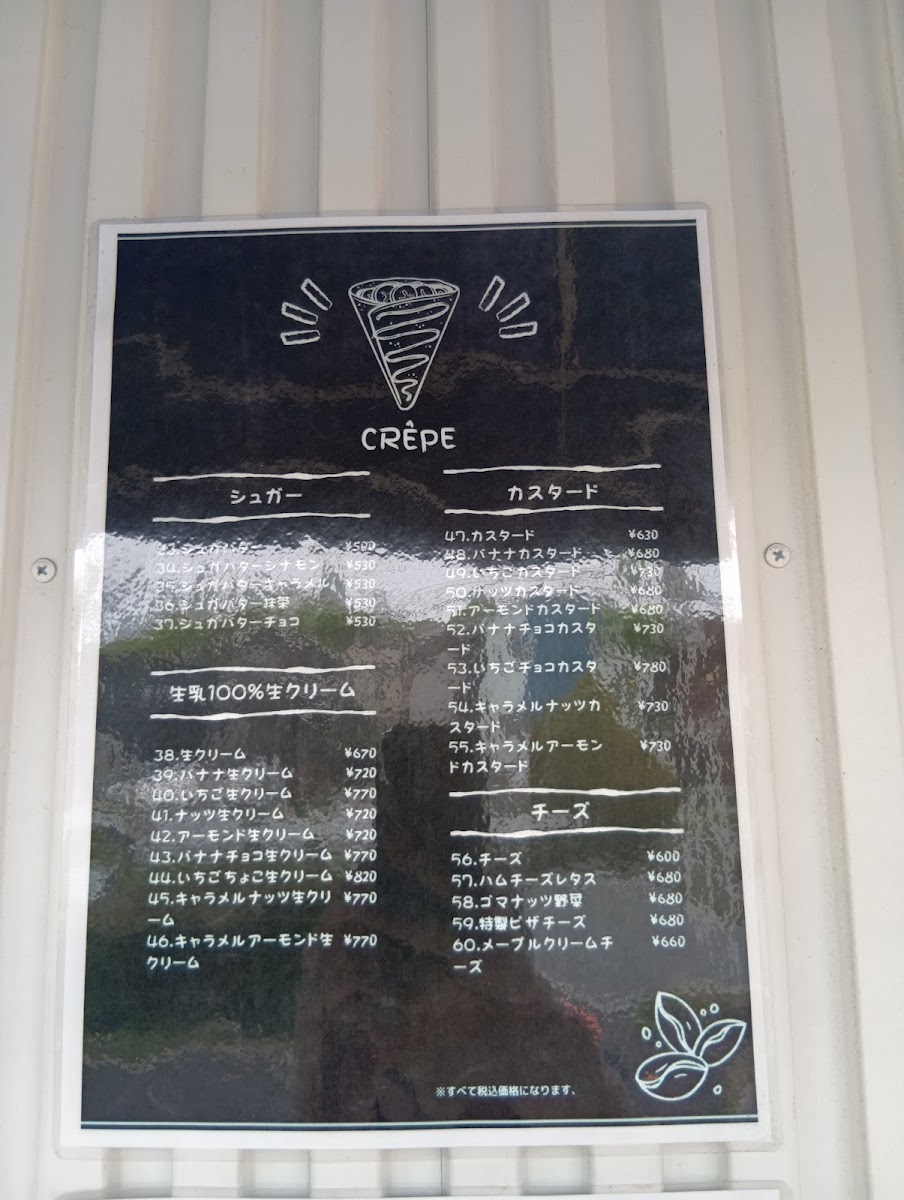 CRÊPE
シュガー
33.シュガバター ¥500
34.シュガバターシナモン ¥530
35.シュガバターキャラメル ¥530
36.シュガバター抹茶 ¥530
37.シュガバターチョコ ¥530
生乳100%生クリーム
38.生クリーム ¥670
39.バナナ生クリーム ¥720
40.いちご生クリーム ¥770
41.ナッツ生クリーム ¥720
42.アーモンド生クリーム ¥720
43.バナナチョコ生クリーム ¥770
44.いちごちょこ生クリーム ¥820
45.キャラメルナッツ生クリ ¥770
ーム
46.キャラメルアーモンド生 ¥770
クリーム
カスタード
47.カスタード ¥630
48.バナナカスタード ¥680
49.いちごカスタード ¥730
50.ナッツカスタード ¥680
51.アーモンドカスタード ¥680
52.バナナチョコカスタ ¥730
ード
53.いちごチョコカスタ ¥780
ード
54.キャラメルナッツカ ¥730
スタード
55.キャラメルアーモン ¥730
ドカスタード
チーズ
56.チーズ ¥600
57.ハムチーズレタス ¥680
58.ゴマナッツ野菜 ¥680
59.特製ピザチーズ ¥680
60.メープルクリームチ ¥660
ーズ
※すべて税込価格になります、